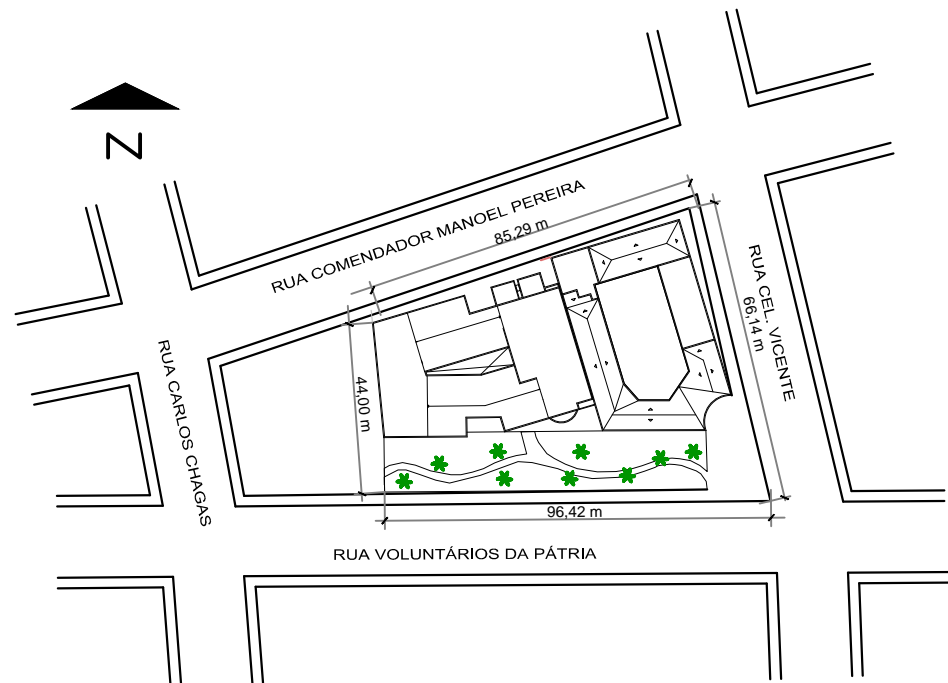 N
RUA COMENDADOR MANOEL PEREIRA
85,29 m
RUA CEL. VICENTE
66,14 m
RUA CARLOS CHAGAS
44,00 m
96,42 m
RUA VOLUNTÁRIOS DA PÁTRIA